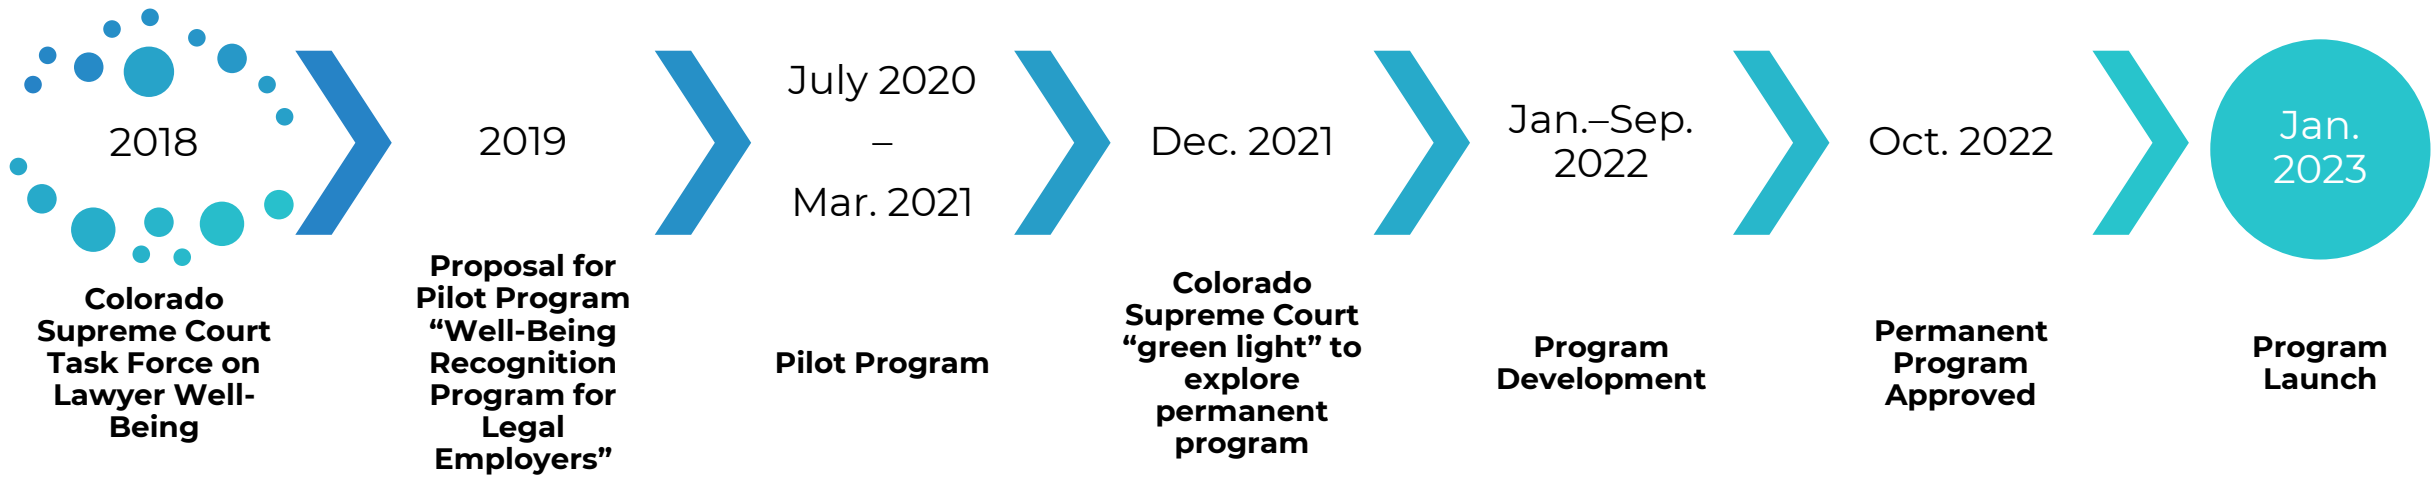 2018
Colorado
Supreme Court
Task Force on
Lawyer Well-
Being
2019
Proposal for
Pilot Program
“Well-Being
Recognition
Program for
Legal
Employers”
July 2020
–
Mar. 2021
Pilot Program
Dec. 2021
Colorado
Supreme Court
“green light” to
explore
permanent
program
Jan.–Sep.
2022
Program
Development
Oct. 2022
Permanent
Program
Approved
Jan.
2023
Program
Launch